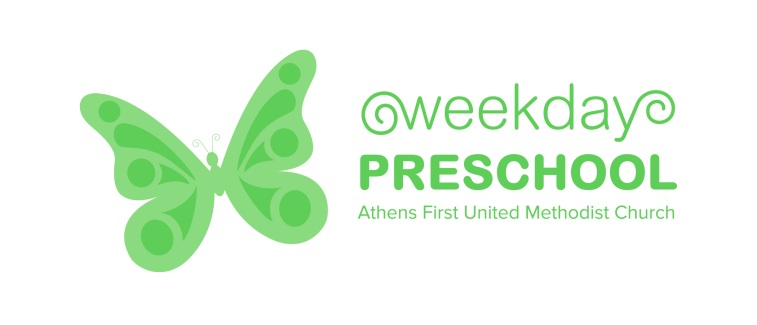 weekday
PRESCHOOL
Athens First United Methodist Church